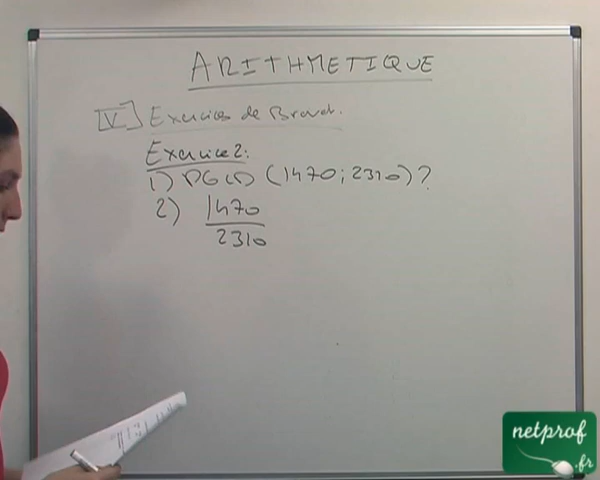 ARITHMETIQUE
V] Exercices de Brevet.
Exercice 2:
1) PGCD (1470; 2310)?
2) 1470
2310
netprof
.fr